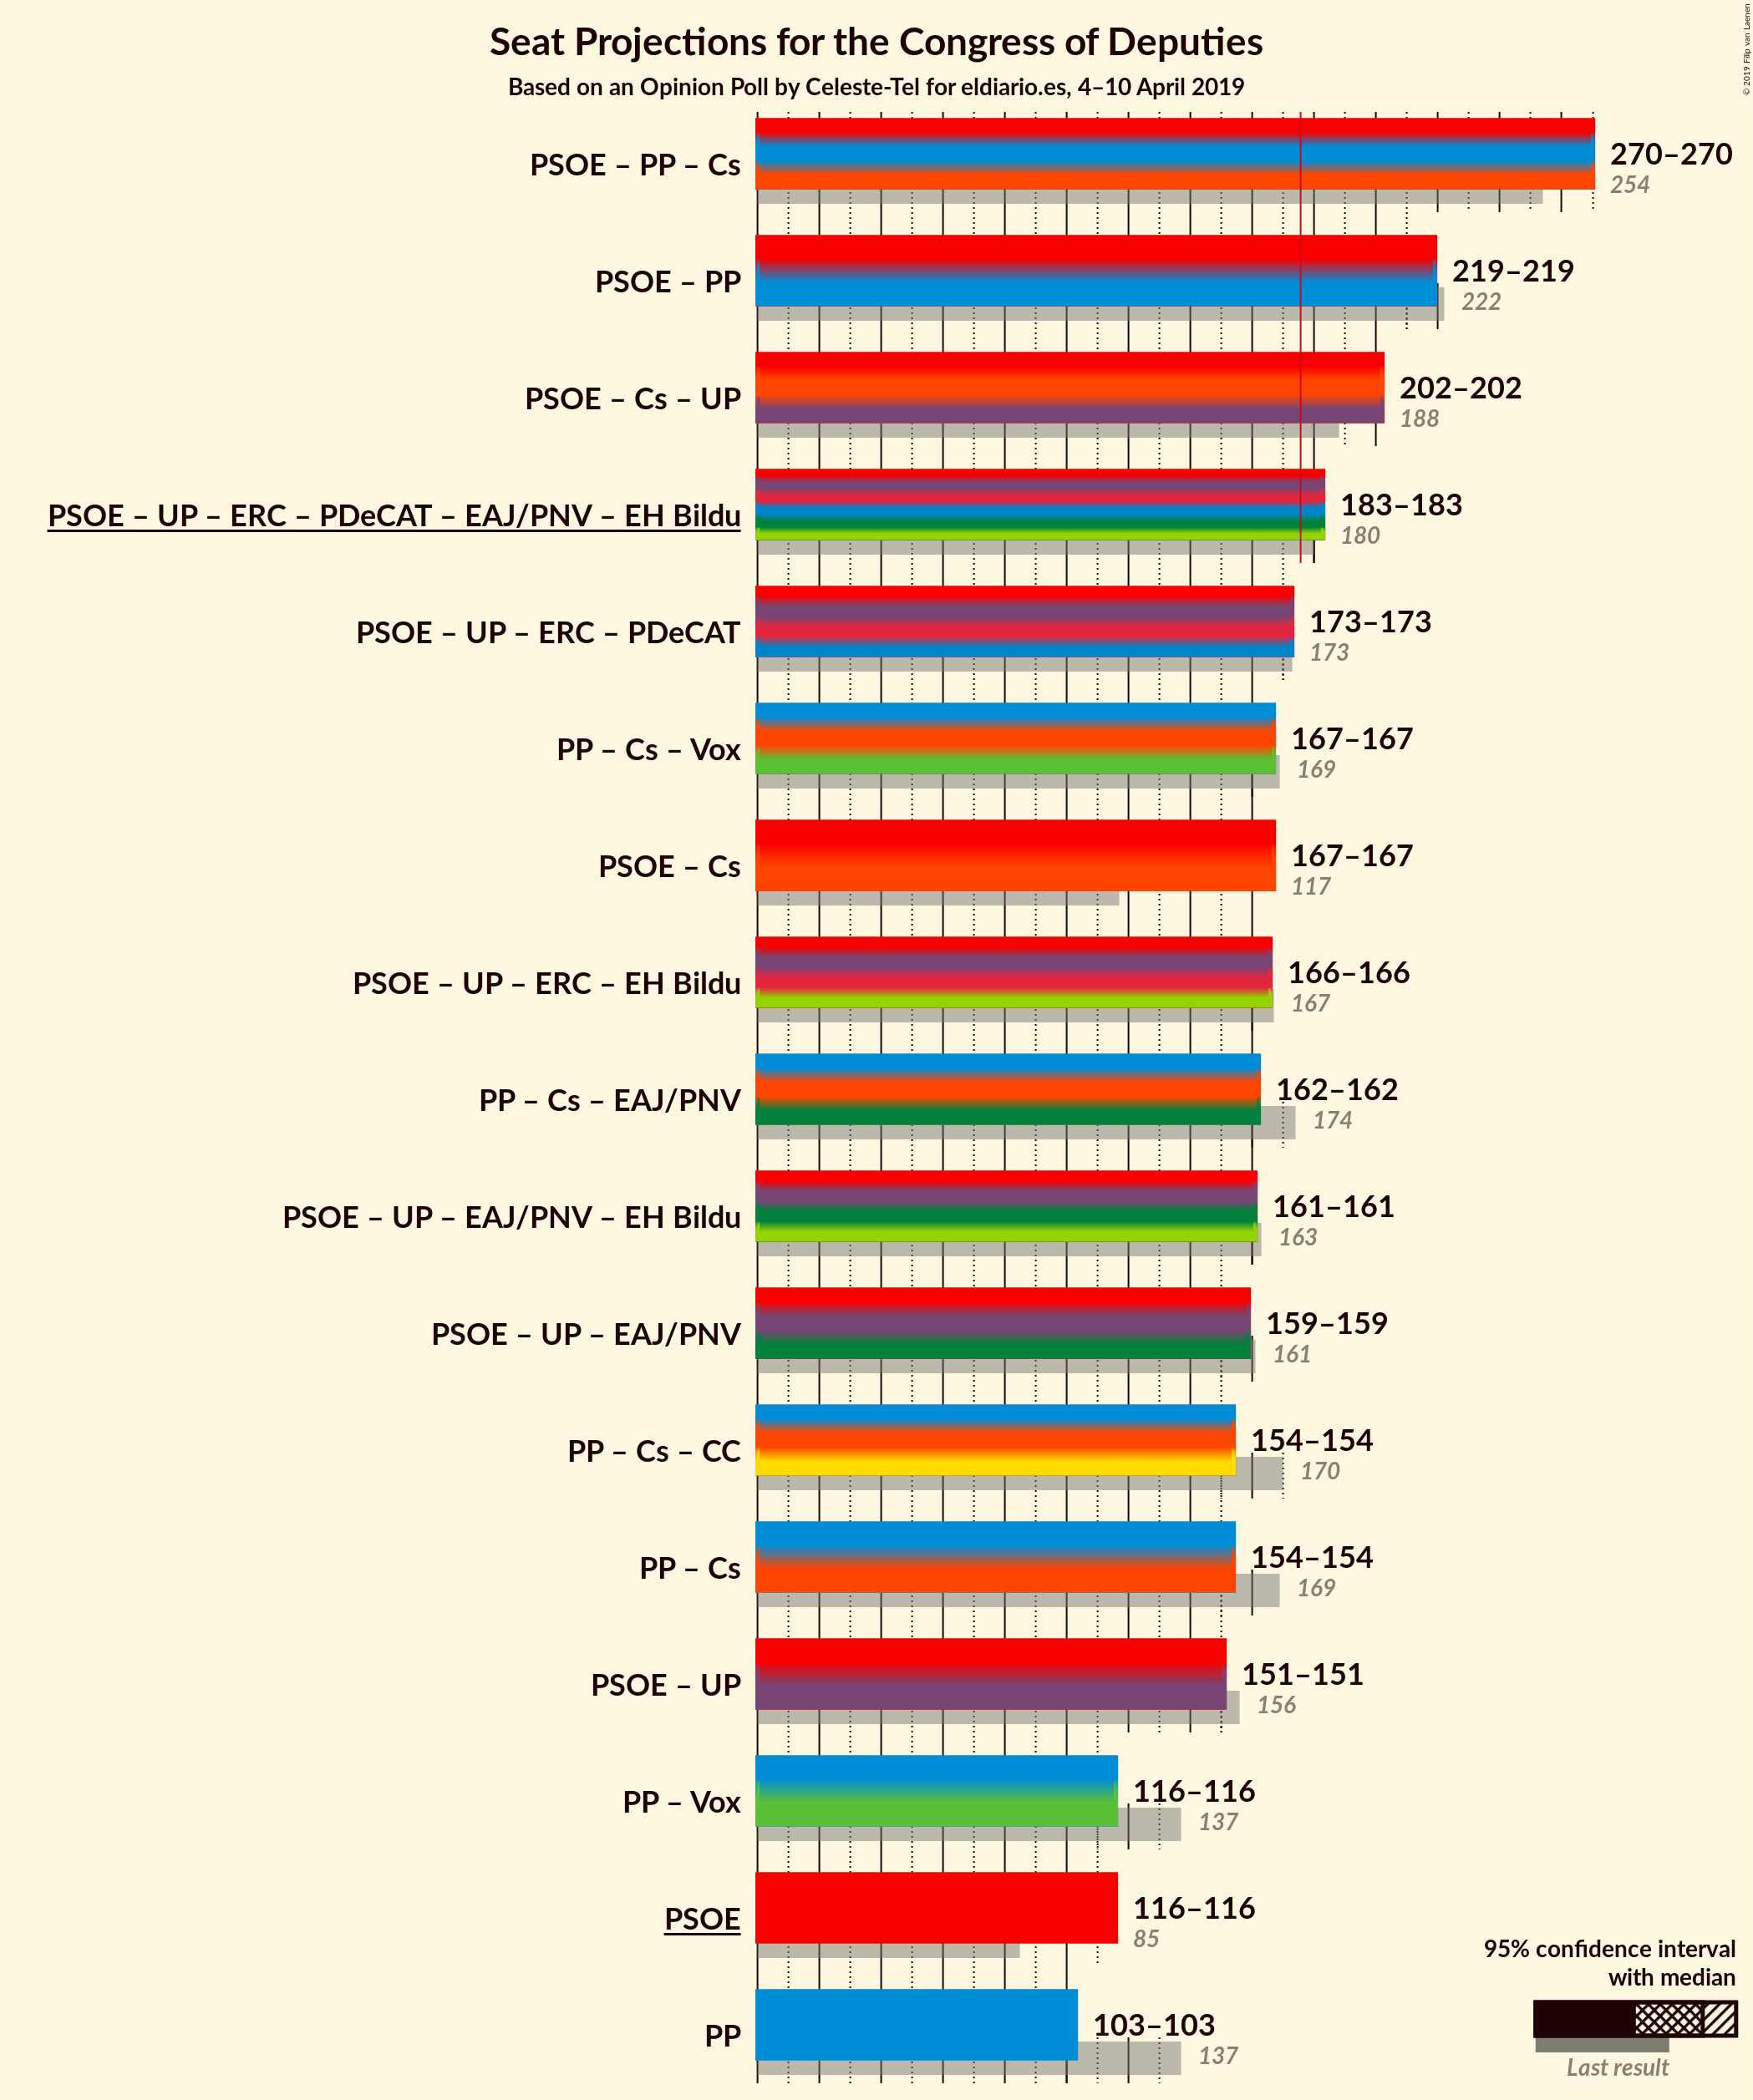 Seat Projections for the Congress of Deputies
Based on an Opinion Poll by Celeste-Tel for eldiario.es, 4–10 April 2019
© 2019 Filip van Laenen
PSOE – PP – Cs
270–270
254
PSOE – PP
219–219
222
PSOE – Cs – UP
202–202
188
PSOE – UP – ERC – PDeCAT – EAJ/PNV – EH Bildu
183–183
180
PSOE – UP – ERC – PDeCAT
173–173
173
PP – Cs – Vox
167–167
169
PSOE – Cs
167–167
117
PSOE – UP – ERC – EH Bildu
166–166
167
PP – Cs – EAJ/PNV
162–162
174
PSOE – UP – EAJ/PNV – EH Bildu
161–161
163
PSOE – UP – EAJ/PNV
159–159
161
PP – Cs – CC
154–154
170
PP – Cs
154–154
169
PSOE – UP
151–151
156
PP – Vox
116–116
137
PSOE
116–116
85
PP
103–103
137
95% confidence interval
with median
Last result